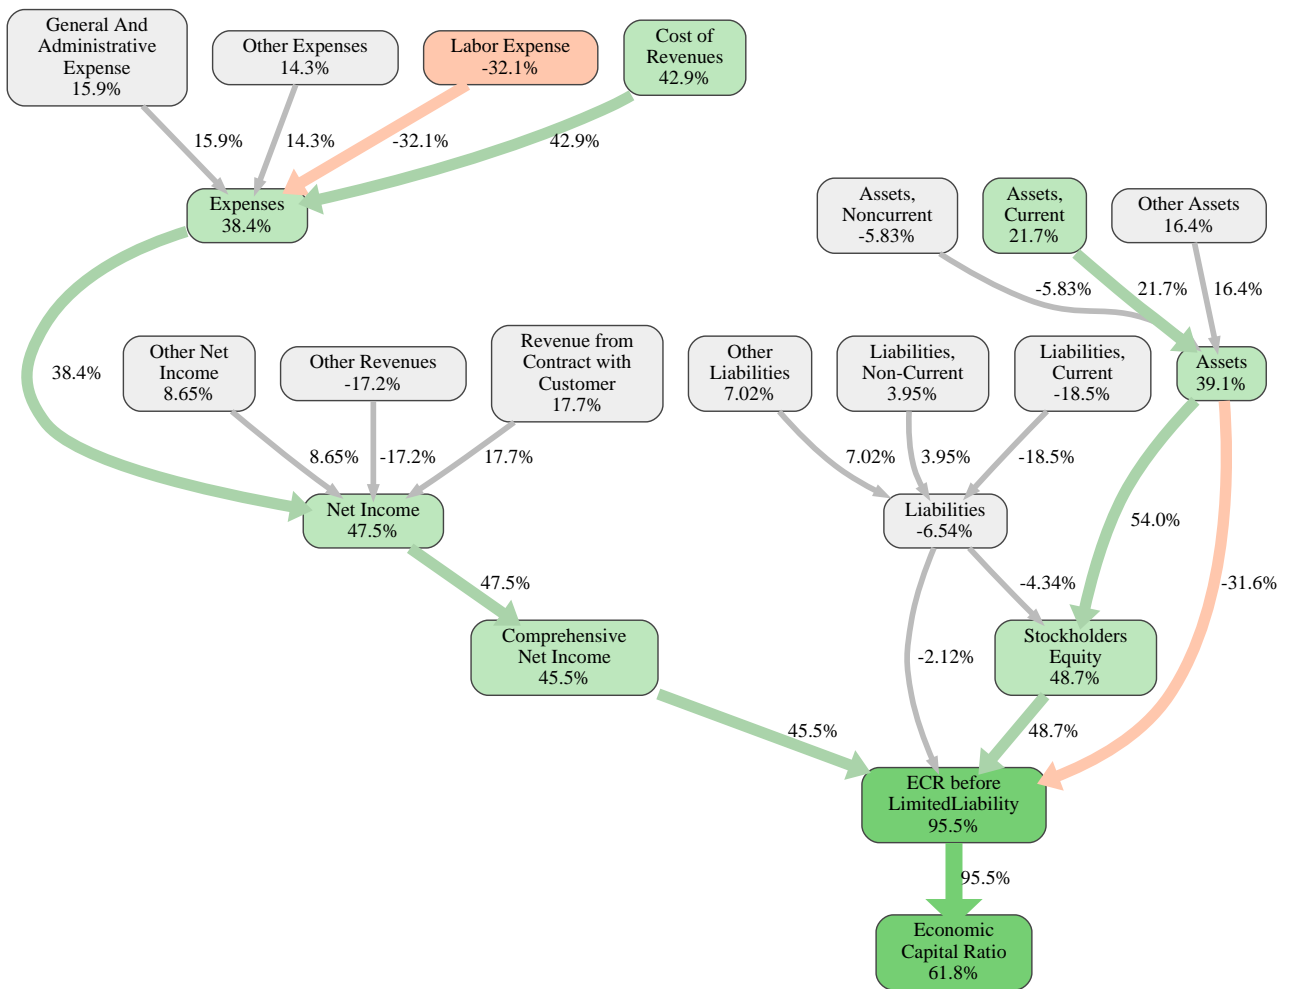 General And
Administrative
Expense
15.9%
Other Expenses
14.3%
Labor Expense
-32.1%
Cost of
Revenues
42.9%
15.9%
14.3%
-32.1%
42.9%
Expenses
38.4%
Assets,
Noncurrent
-5.83%
Assets,
Current
21.7%
Other Assets
16.4%
-5.83%
21.7%
16.4%
38.4%
Other Net
Income
8.65%
Other Revenues
-17.2%
Revenue from
Contract with
Customer
17.7%
Other
Liabilities
7.02%
Liabilities,
Non-Current
3.95%
Liabilities,
Current
-18.5%
Assets
39.1%
8.65%
-17.2%
17.7%
7.02%
3.95%
-18.5%
Net Income
47.5%
Liabilities
-6.54%
54.0%
47.5%
-4.34%
-31.6%
Comprehensive
Net Income
45.5%
-2.12%
Stockholders
Equity
48.7%
45.5%
48.7%
ECR before
LimitedLiability
95.5%
95.5%
Economic
Capital Ratio
61.8%